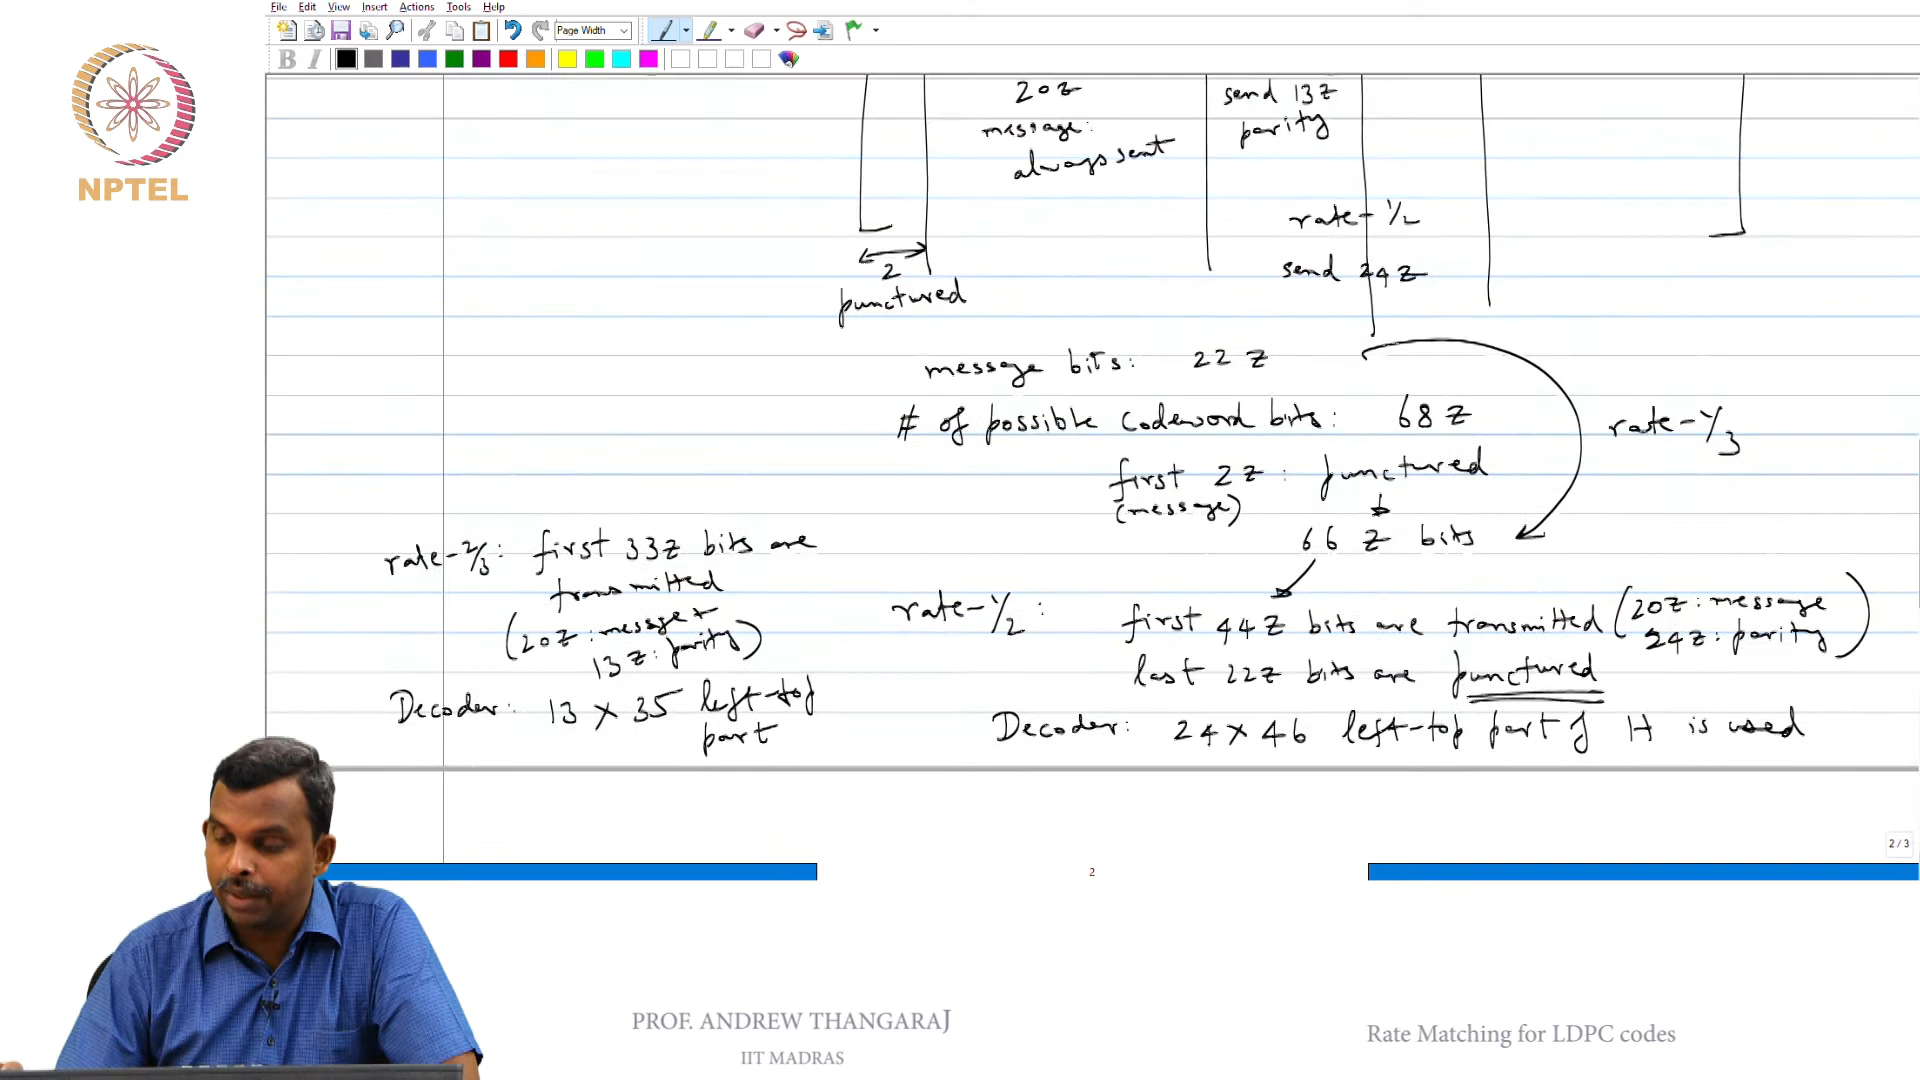 File Edit View Insert Actions Tools Help
Page Width
B I
NPTEL
20z
message:
always sent
send 13z
parity
rate-1/2
send 24z
2
punctured
message bits: 22 z
# of possible codeword bits: 68 z
first 2z : punctured
(message)
66 z bits
rate-1/3
rate-2/3: first 33z bits are
transmitted
(20z: message +
13z: parity)
Decoder: 13 x 35 left-top
part
rate-1/2:
first 44z bits are transmitted (20z: message
24z: parity)
last 22z bits are punctured
Decoder: 24 x 46 left-top part of H is used
2/3
2
PROF. ANDREW THANGARAJ
IIT MADRAS
Rate Matching for LDPC codes